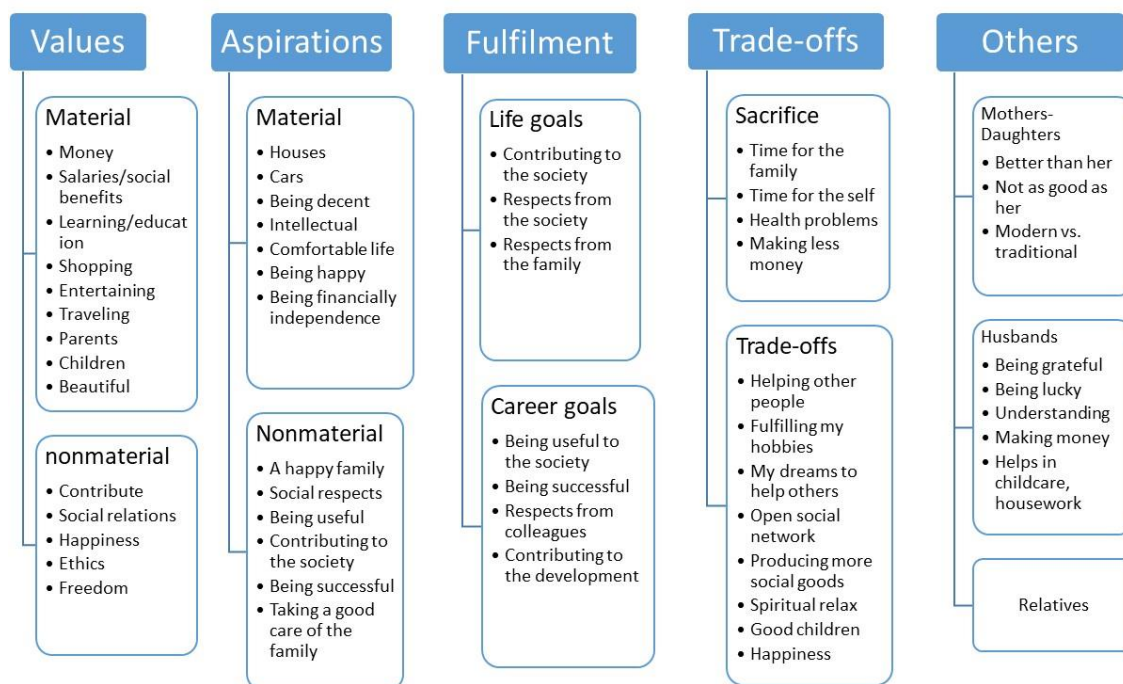 Values
Material
• Money
• Salaries/social
benefits
• Learning/educat
ion
• Shopping
• Entertaining
• Traveling
• Parents
• Children
• Beautiful
nonmaterial
• Contribute
• Social relations
• Happiness
• Ethics
• Freedom
Aspirations
Material
• Houses
• Cars
• Being decent
• Intellectual
• Comfortable life
• Being happy
• Being financially
independence
Nonmaterial
• A happy family
• Social respects
• Being useful
• Contributing to
the society
• Being successful
• Taking a good
care of the
family
Fulfilment
Life goals
• Contributing to
the society
• Respects from
the society
• Respects from
the family
Career goals
• Being useful to
the society
• Being successful
• Respects from
colleagues
• Contributing to
the development
Trade-offs
Sacrifice
• Time for the
family
• Time for the self
• Health problems
• Making less
money
Trade-offs
• Helping other
people
• Fulfilling my
hobbies
• My dreams to
help others
• Open social
network
• Producing more
social goods
• Spiritual relax
• Good children
• Happiness
Others
Mothers-
Daughters
• Better than her
• Not as good as
her
• Modern vs.
traditional
Husbands
• Being grateful
• Being lucky
• Understanding
• Making money
• Helps in
childcare,
housework
Relatives